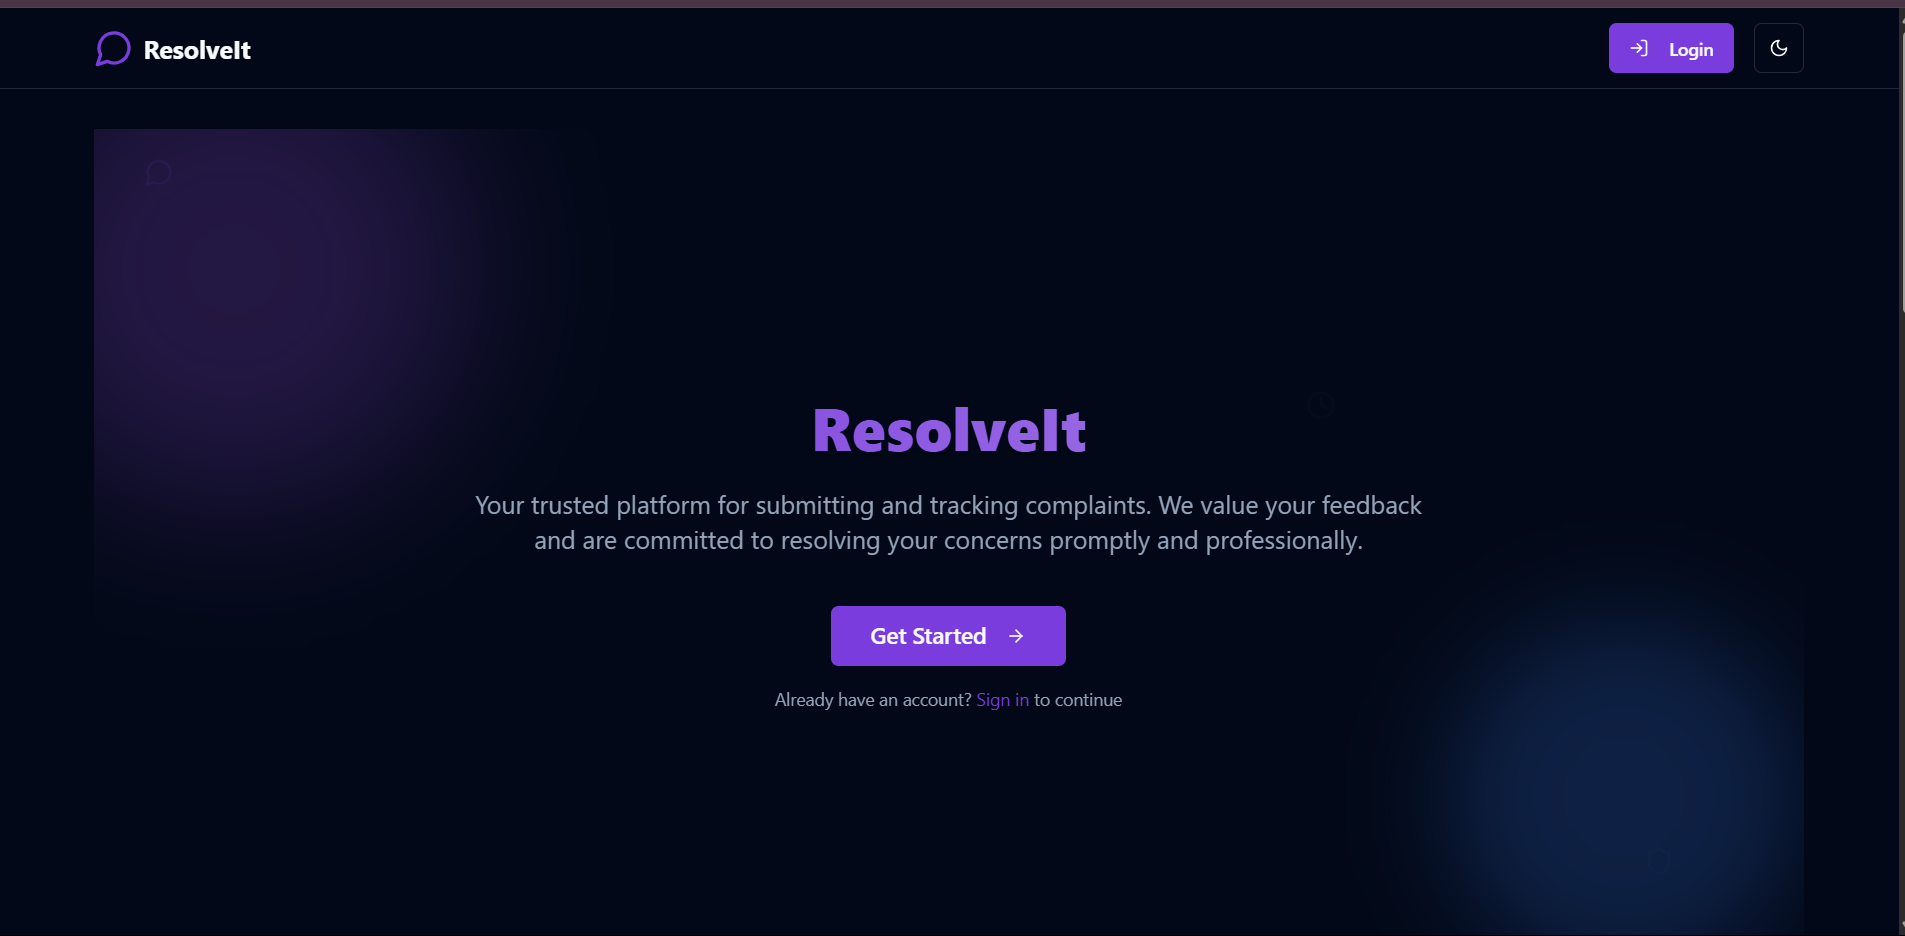 ResolveIt
Login
ResolveIt
Your trusted platform for submitting and tracking complaints. We value your feedback
and are committed to resolving your concerns promptly and professionally.
Get Started
Already have an account? Sign in to continue